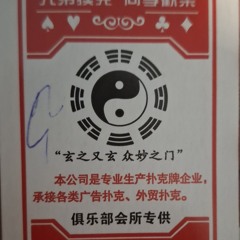 "玄之又玄 众妙之门"
本公司是专业生产扑克牌企业，
承接各类广告扑克、外贸扑克。
俱乐部会所专供